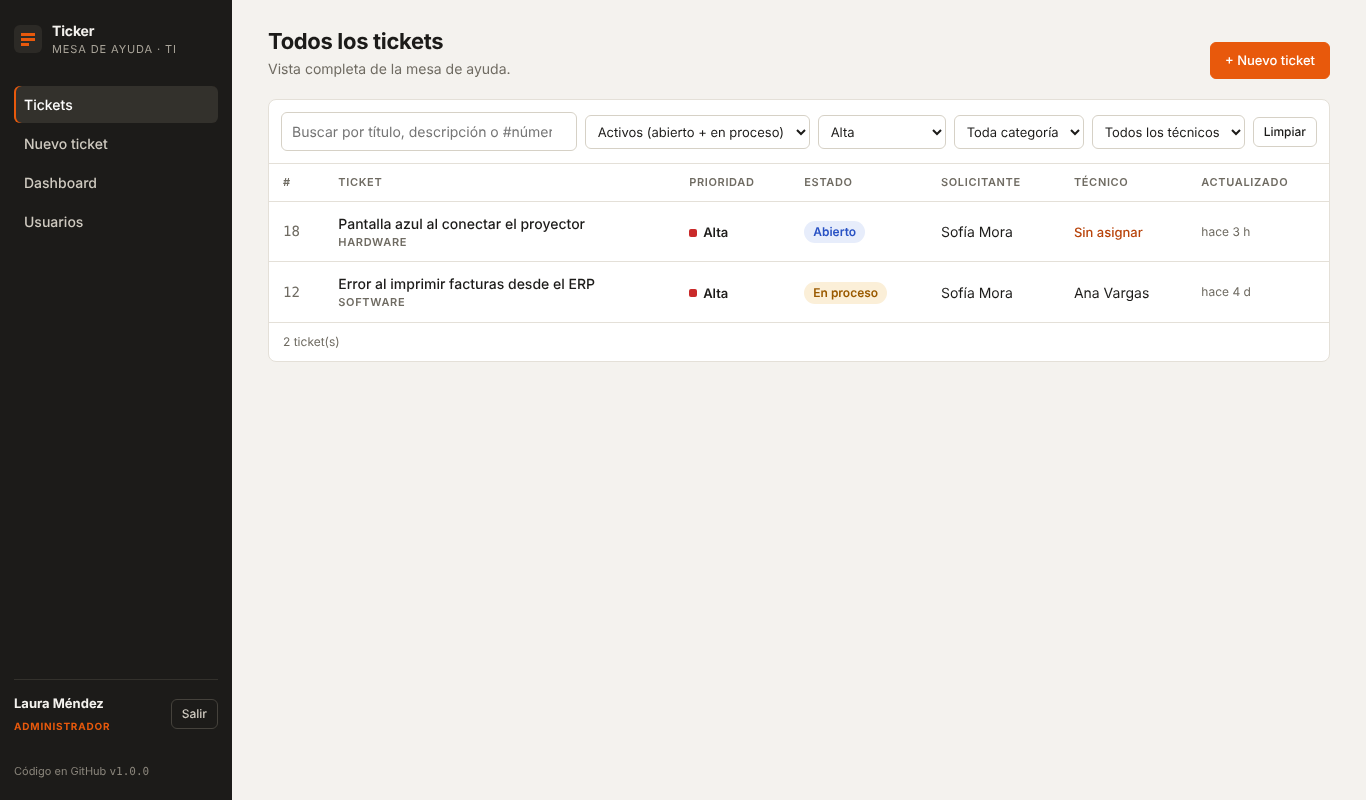 Ticker
MESA DE AYUDA · TI
Tickets
Nuevo ticket
Dashboard
Usuarios
Laura Méndez
ADMINISTRADOR
Salir
Código en GitHub v1.0.0
Todos los tickets
Vista completa de la mesa de ayuda.
+ Nuevo ticket
Buscar por título, descripción o #númer
Activos (abierto + en proceso)
Alta
Toda categoría
Todos los técnicos
Limpiar
# TICKET PRIORIDAD ESTADO SOLICITANTE TÉCNICO ACTUALIZADO
18 Pantalla azul al conectar el proyector Alta Abierto Sofía Mora Sin asignar hace 3 h
HARDWARE
12 Error al imprimir facturas desde el ERP Alta En proceso Sofía Mora Ana Vargas hace 4 d
SOFTWARE
2 ticket(s)